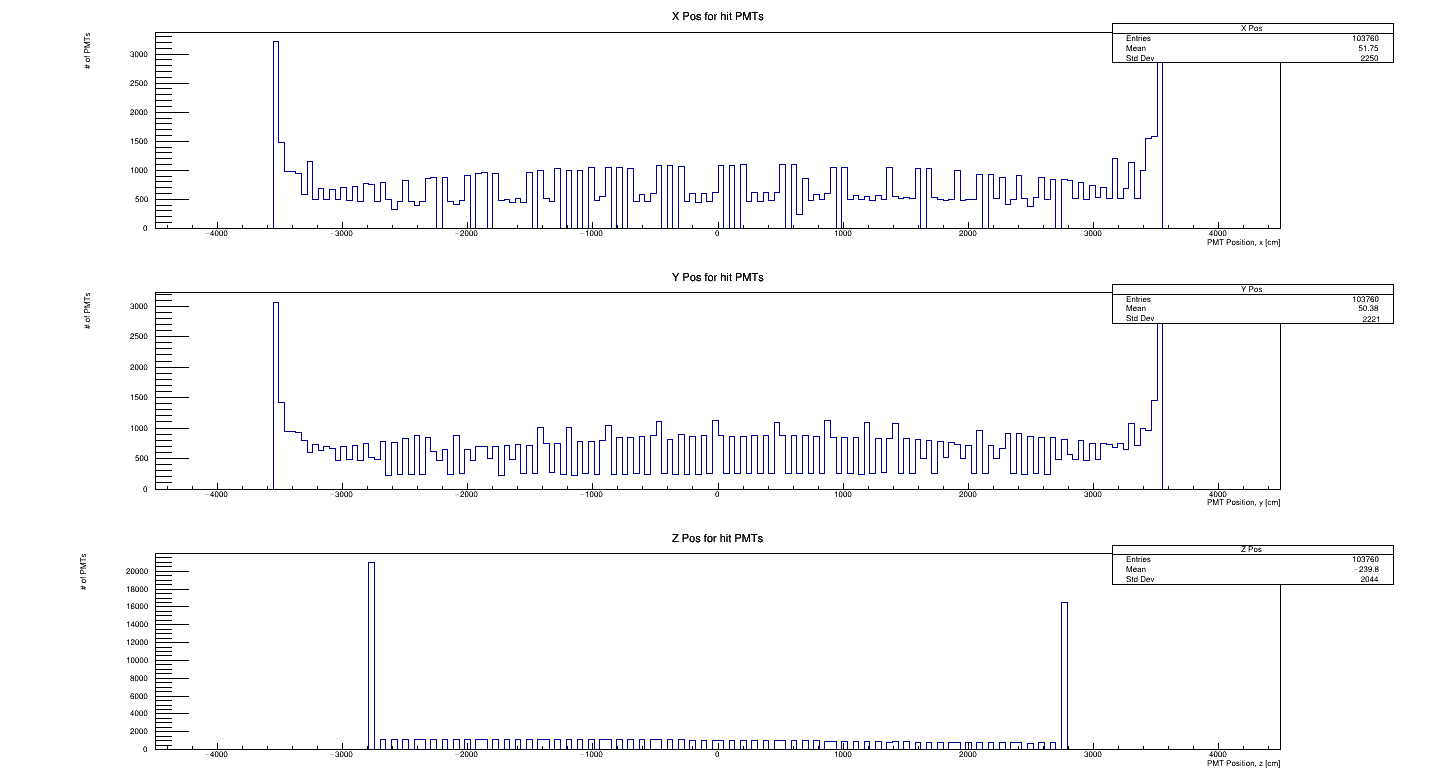 X Pos for hit PMTs
# of PMTs
X Pos
Entries 103760
Mean 51.75
Std Dev 2250
3000
2500
2000
1500
1000
500
0
−4000 −3000 −2000 −1000 0 1000 2000 3000 4000
PMT Position, x [cm]
Y Pos for hit PMTs
# of PMTs
Y Pos
Entries 103760
Mean 50.38
Std Dev 2221
3000
2500
2000
1500
1000
500
0
−4000 −3000 −2000 −1000 0 1000 2000 3000 4000
PMT Position, y [cm]
Z Pos for hit PMTs
# of PMTs
Z Pos
Entries 103760
Mean −239.8
Std Dev 2044
20000
18000
16000
14000
12000
10000
8000
6000
4000
2000
0
−4000 −3000 −2000 −1000 0 1000 2000 3000 4000
PMT Position, z [cm]